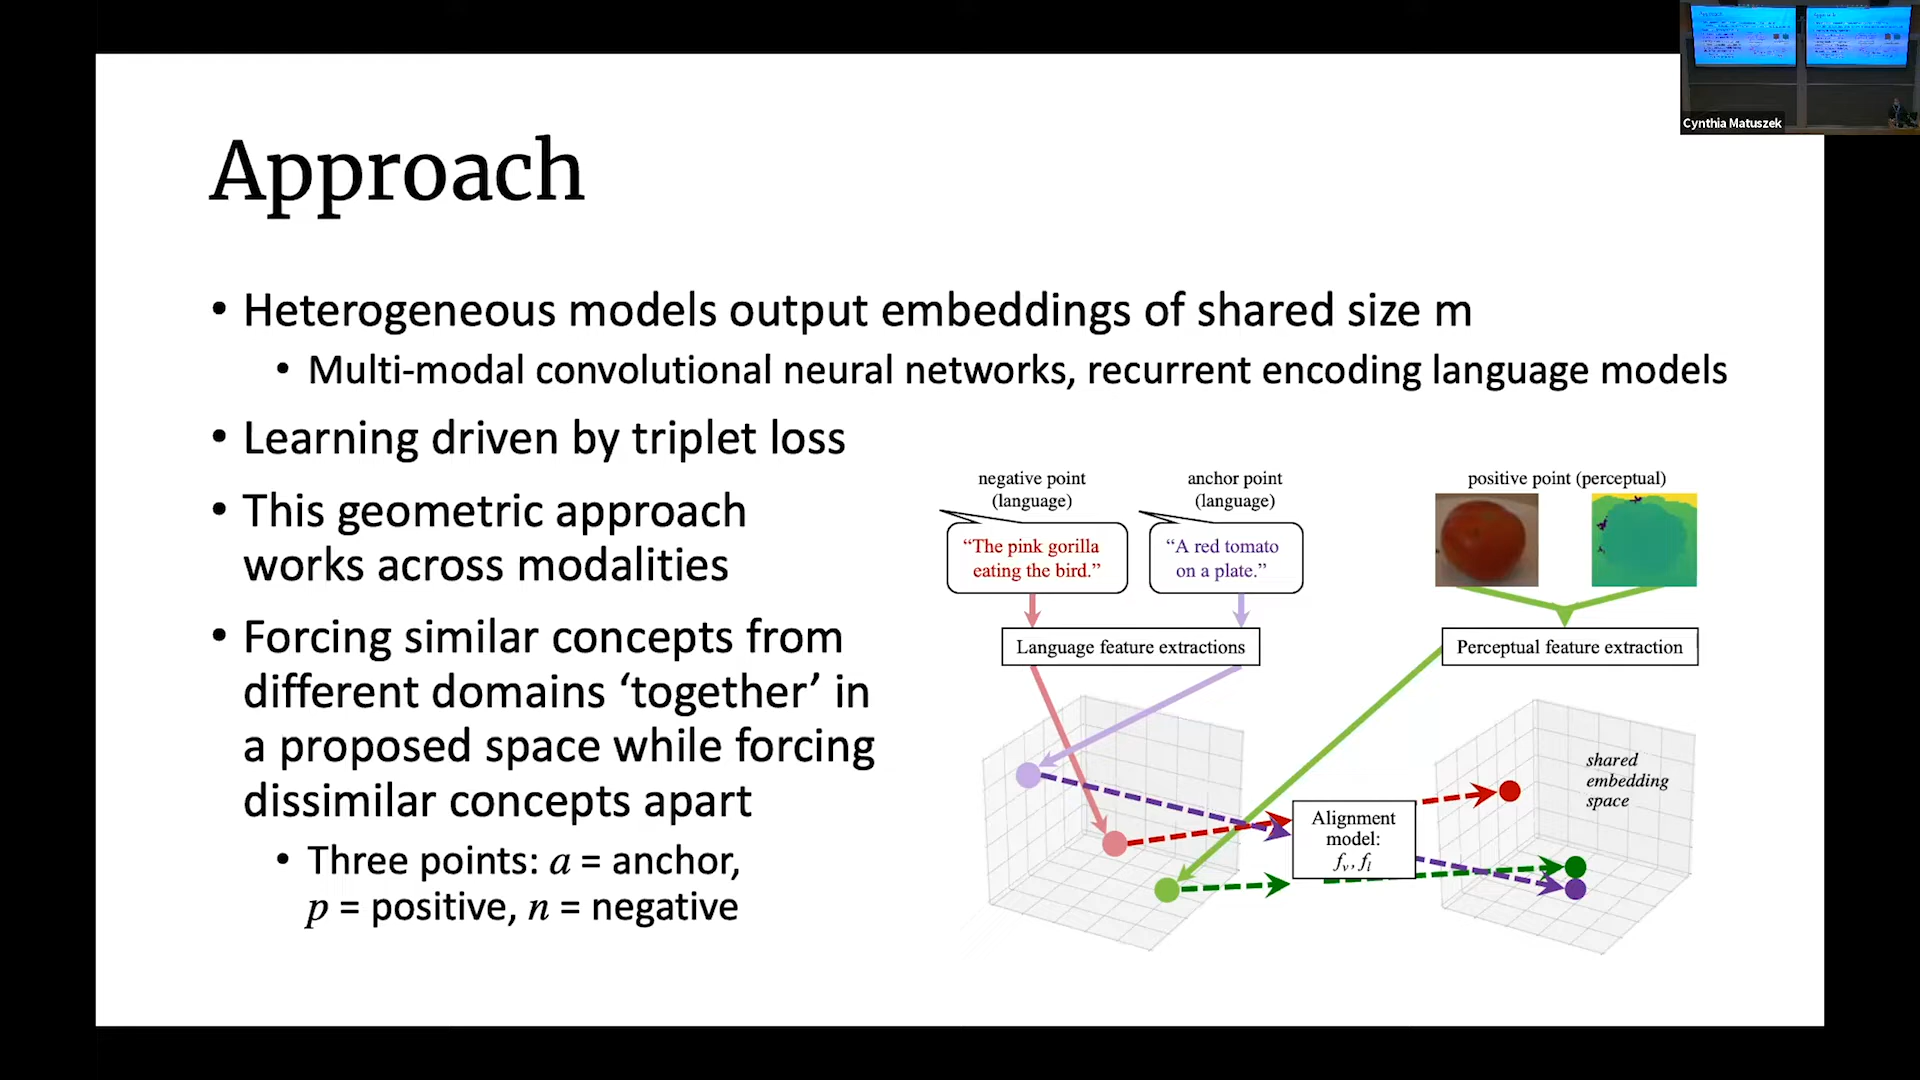 Cynthia Matuszek
Approach
• Heterogeneous models output embeddings of shared size m
• Multi-modal convolutional neural networks, recurrent encoding language models
• Learning driven by triplet loss
• This geometric approach
works across modalities
• Forcing similar concepts from
different domains ‘together’ in
a proposed space while forcing
dissimilar concepts apart
• Three points: a = anchor,
p = positive, n = negative
negative point
(language)
anchor point
(language)
positive point (perceptual)
“The pink gorilla
eating the bird.”
“A red tomato
on a plate.”
Language feature extractions
Perceptual feature extraction
shared
embedding
space
Alignment
model:
fᵥ, fₗ